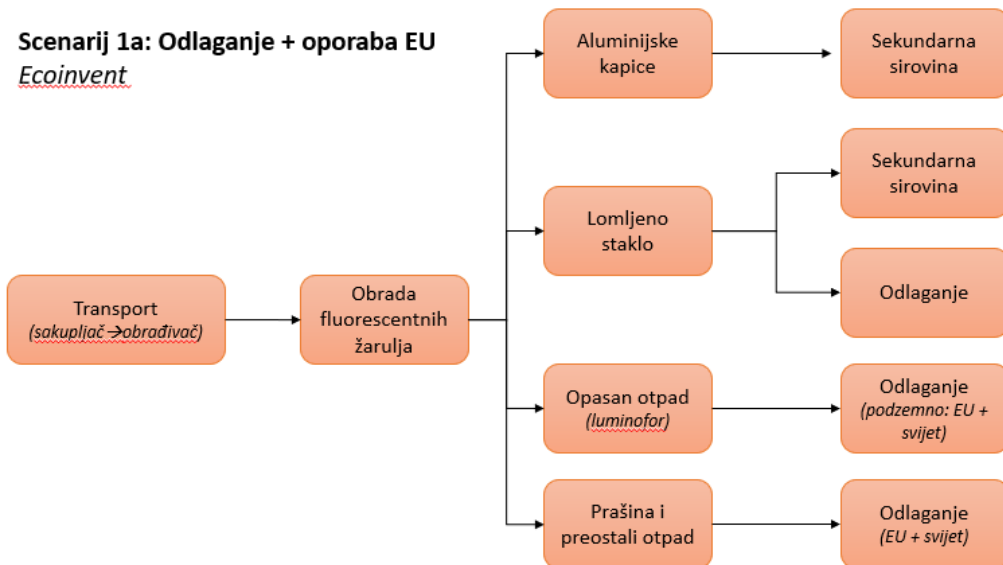 Scenarij 1a: Odlaganje + oporaba EU
Ecoinvent
Aluminijske
kapice
Sekundarna
sirovina
Sekundarna
sirovina
Lomljeno
staklo
Odlaganje
Transport
(sakupljač→obrađivač)
Obrada
fluorescentnih
žarulja
Opasan otpad
(luminofor)
Odlaganje
(podzemno: EU +
svijet)
Prašina i
preostali otpad
Odlaganje
(EU + svijet)